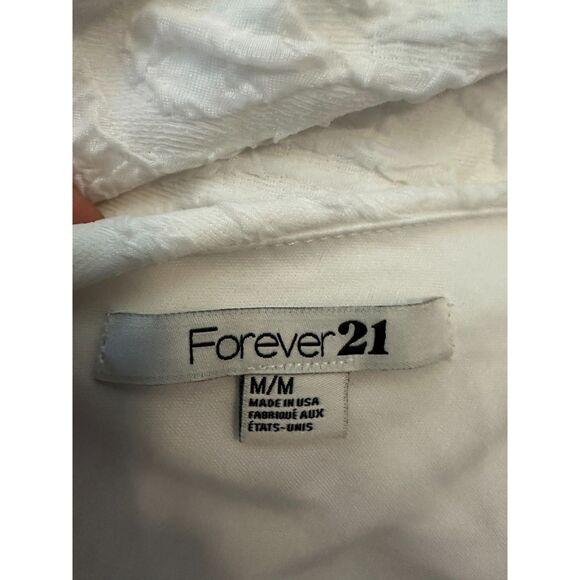 Forever21
M/M
MADE IN USA
FABRIQUÉ AUX
ÉTATS-UNIS